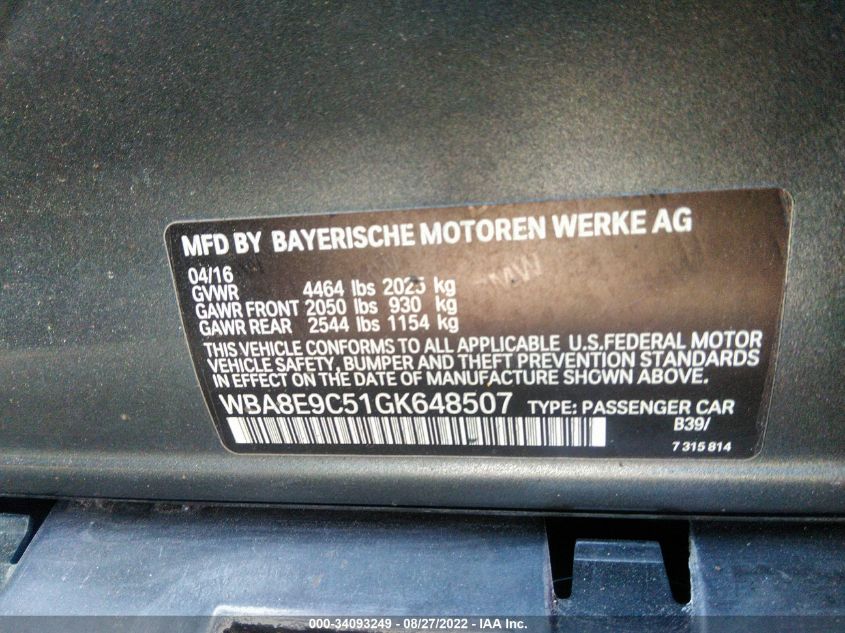 MFD BY BAYERISCHE MOTOREN WERKE AG
04/16
GVWR 4464 lbs 2025 kg
GAWR FRONT 2050 lbs 930 kg
GAWR REAR 2544 lbs 1154 kg
THIS VEHICLE CONFORMS TO ALL APPLICABLE U.S.FEDERAL MOTOR
VEHICLE SAFETY, BUMPER AND THEFT PREVENTION STANDARDS
IN EFFECT ON THE DATE OF MANUFACTURE SHOWN ABOVE.
WBA8E9C51GK648507 TYPE: PASSENGER CAR
B39/
7 315 814
000-34093249 - 08/27/2022 - IAA Inc.